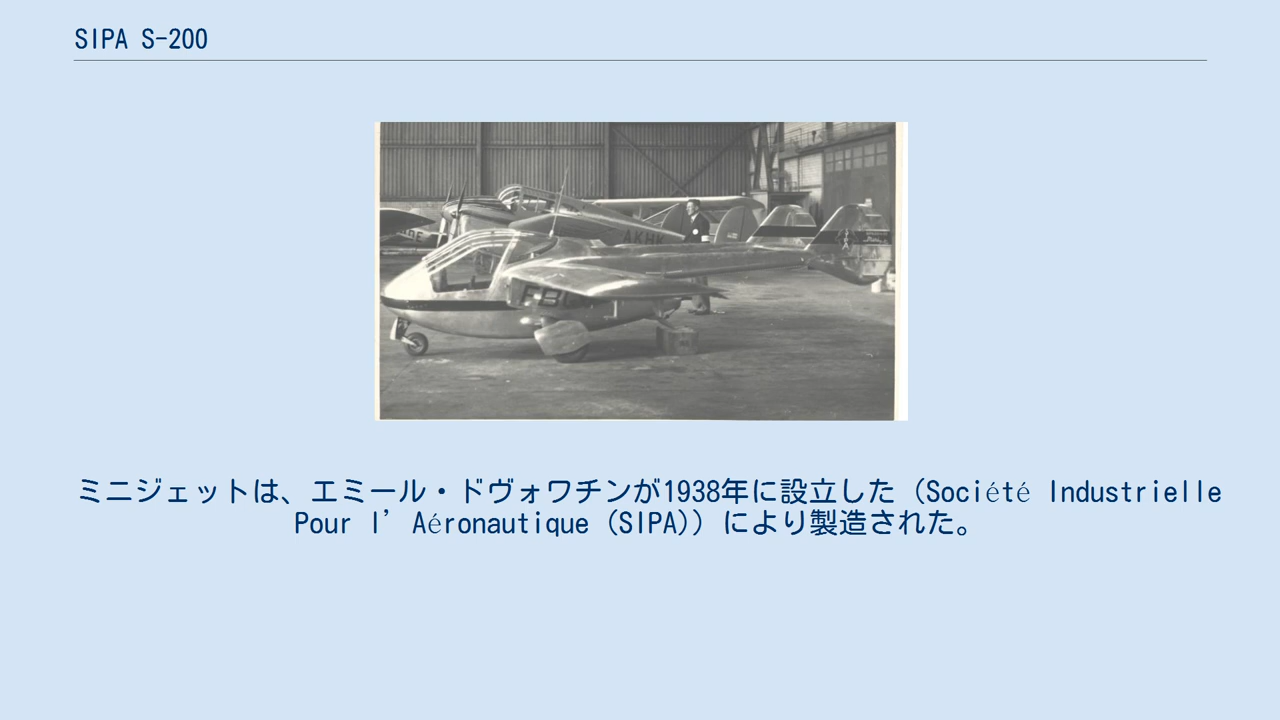 SIPA S-200
AKHK
FB
ミニジェットは、エミール・ドヴォワチンが1938年に設立した（Société Industrielle
Pour l’Aéronautique（SIPA)）により製造された。